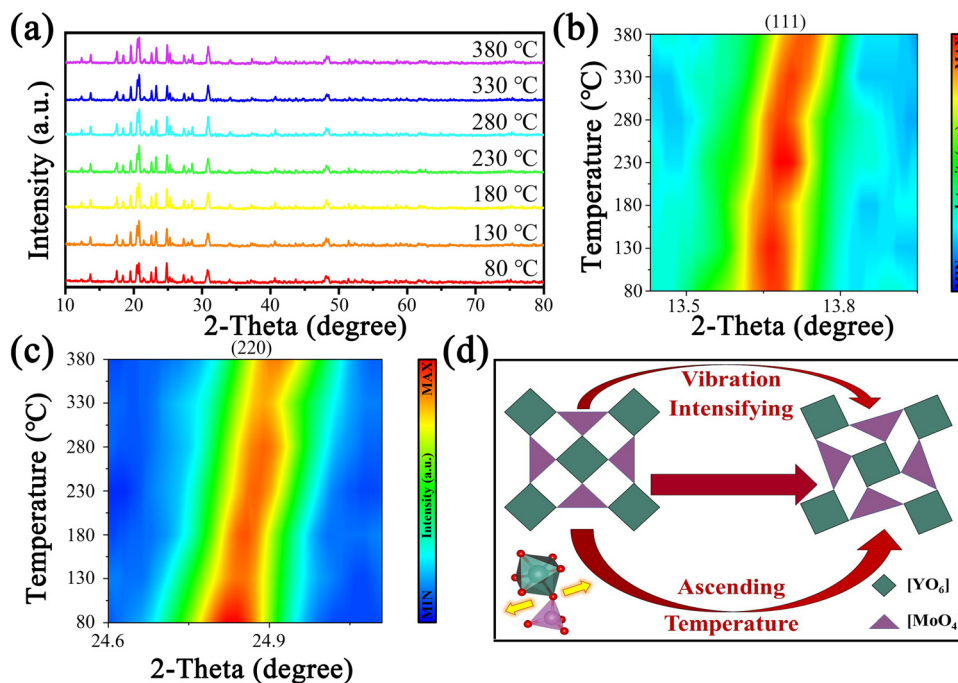 (a)
380 ℃
330 ℃
280 ℃
230 ℃
180 ℃
130 ℃
80 ℃
Intensity (a.u.)
10 20 30 40 50 60 70 80
2-Theta (degree)
(b)
(111)
380
330
280
230
180
130
80
Temperature (℃)
13.5 13.8
2-Theta (degree)
(c)
(220)
380
330
280
230
180
130
80
Temperature (℃)
24.6 24.9
2-Theta (degree)
MAX
Intensity (a.u.)
MIN
(d)
Vibration
Intensifying
Ascending
Temperature
[YO6]
[MoO4